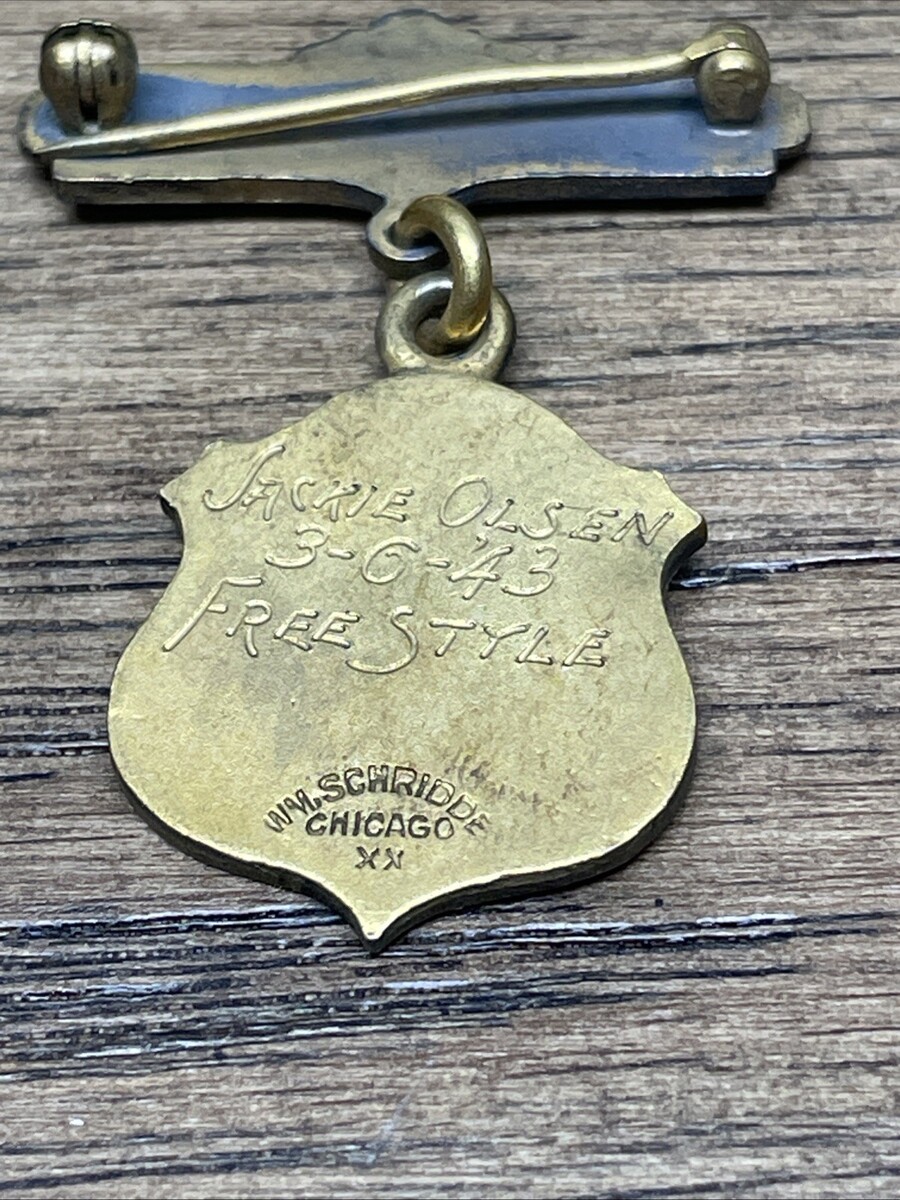 JACKIE OLSEN
3-6-'43
FREE STYLE
WM. SCHRIDDE
CHICAGO
XX